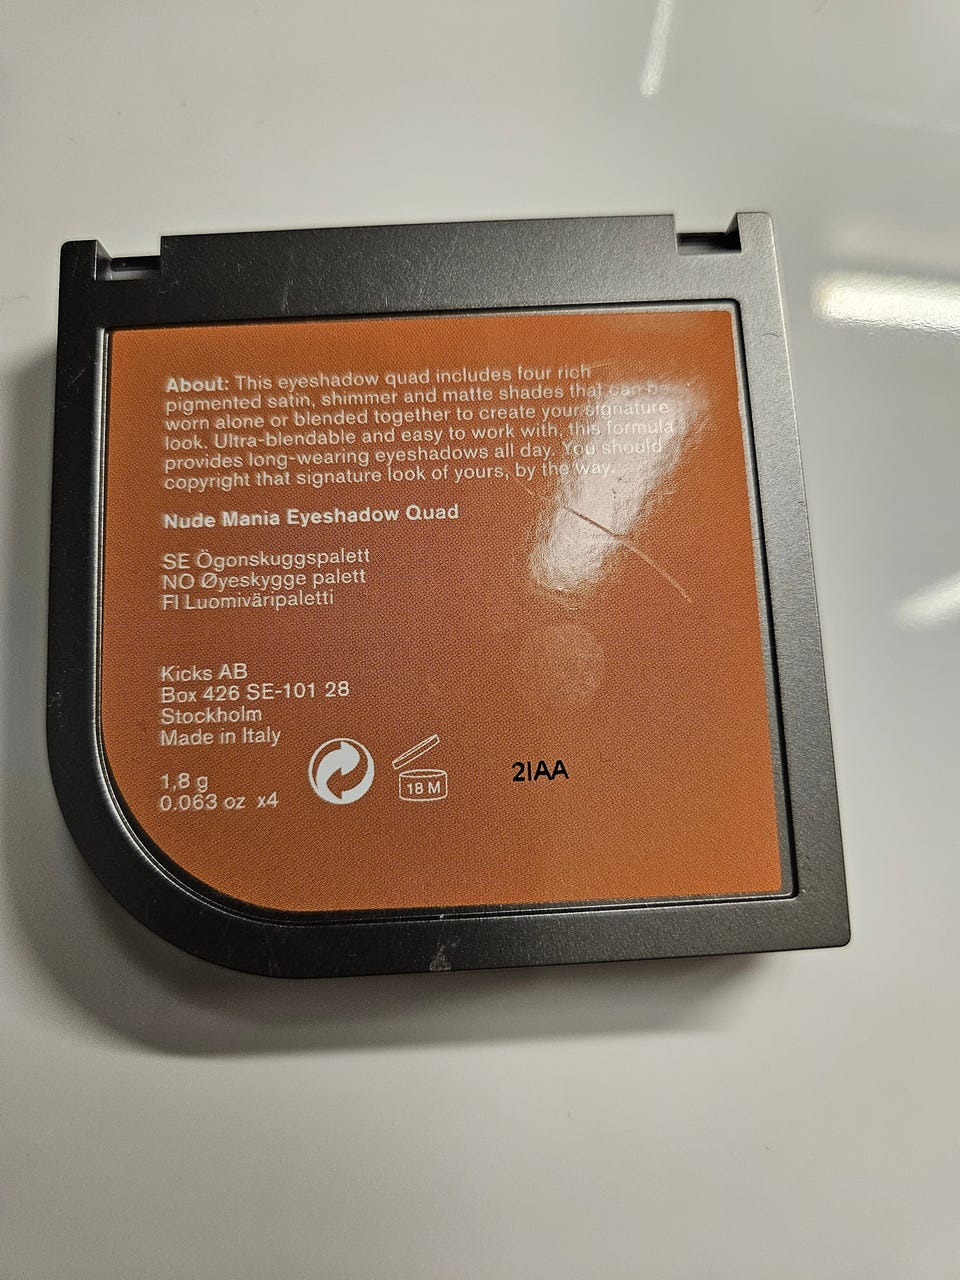 About: This eyeshadow quad includes four rich
pigmented satin, shimmer and matte shades that can be
worn alone or blended together to create your signature
look. Ultra-blendable and easy to work with, this formula
provides long-wearing eyeshadows all day. You should
copyright that signature look of yours, by the way.
Nude Mania Eyeshadow Quad
SE Ögonskuggspalett
NO Øyeskygge palett
FI Luomiväripaletti
Kicks AB
Box 426 SE-101 28
Stockholm
Made in Italy
1,8 g
0.063 oz x4
18 M
2IAA